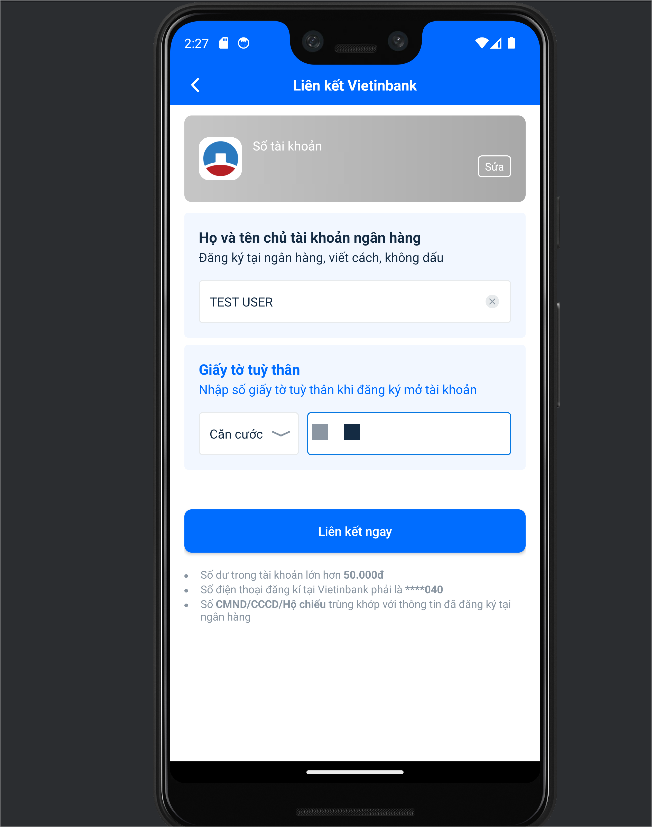 2:27
Liên kết Vietinbank
Số tài khoản
Sửa
Họ và tên chủ tài khoản ngân hàng
Đăng ký tại ngân hàng, viết cách, không dấu
TEST USER
Giấy tờ tuỳ thân
Nhập số giấy tờ tuỳ thân khi đăng ký mở tài khoản
Căn cước
Liên kết ngay
Số dư trong tài khoản lớn hơn 50.000đ
Số điện thoại đăng kí tại Vietinbank phải là ****040
Số CMND/CCCD/Hộ chiếu trùng khớp với thông tin đã đăng ký tại
ngân hàng